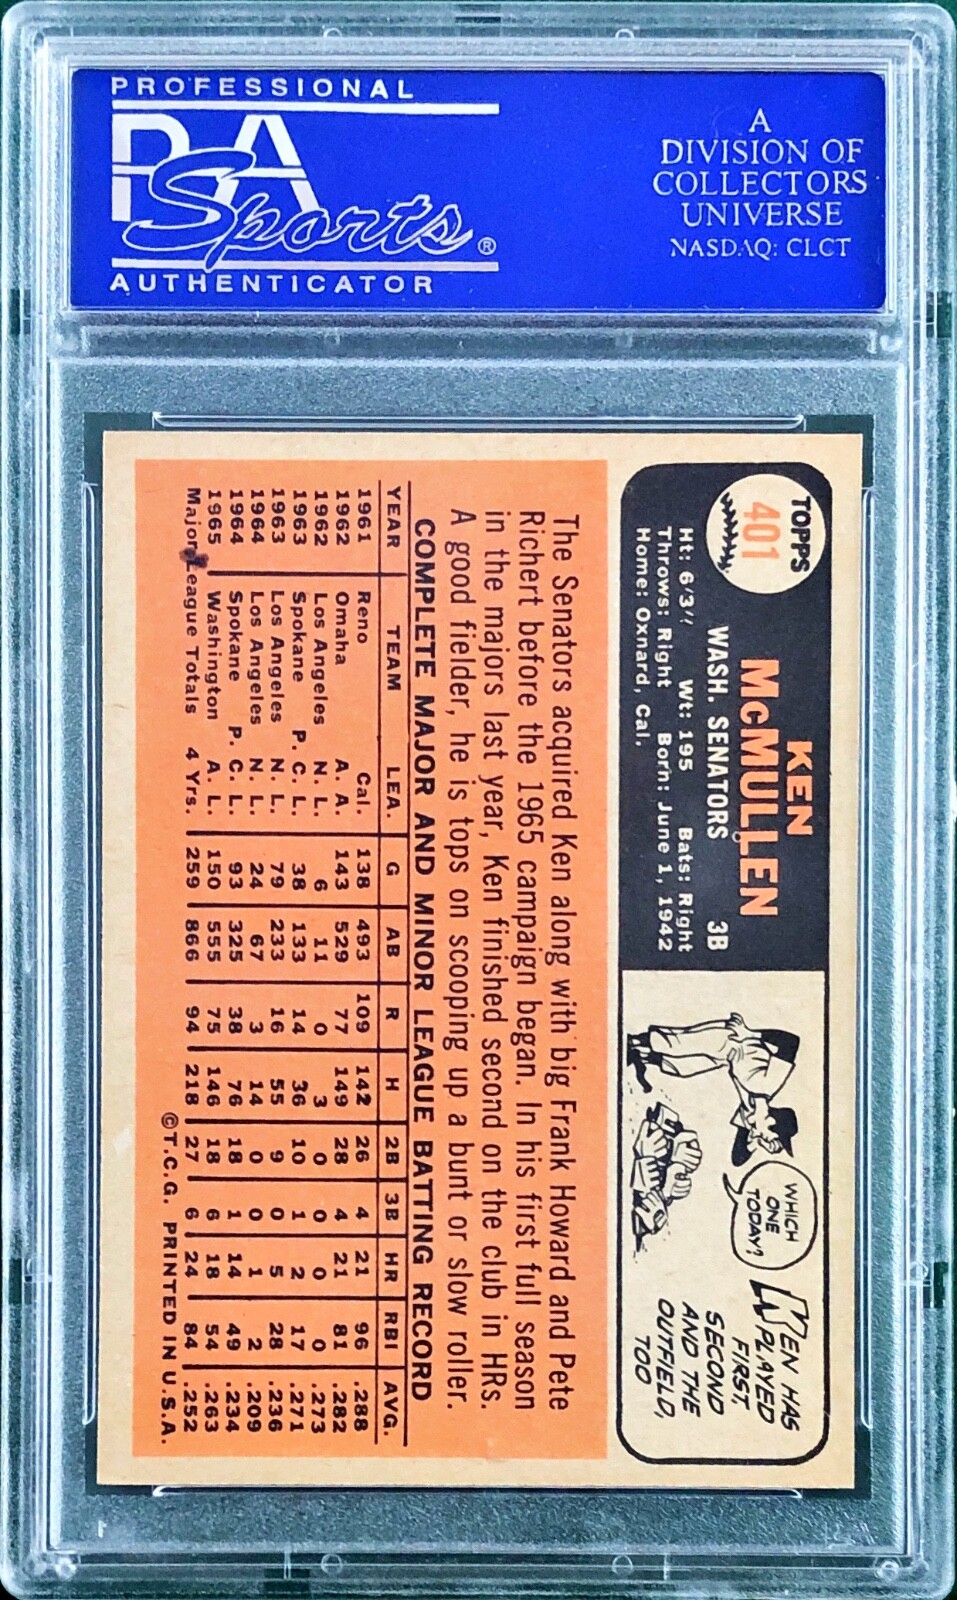 PROFESSIONAL
PSA
Sports®
AUTHENTICATOR
A
DIVISION OF
COLLECTORS
UNIVERSE
NASDAQ: CLCT
TOPPS
401
KEN
McMULLEN
WASH. SENATORS 3B
Ht: 6'3" Wt: 195 Bats: Right
Throws: Right Born: June 1, 1942
Home: Oxnard, Cal.
WHICH
ONE
TODAY?
KEN HAS
PLAYED
FIRST,
SECOND
AND THE
OUTFIELD,
TOO
The Senators acquired Ken along with big Frank Howard and Pete
Richert before the 1965 campaign began. In his first full season
in the majors last year, Ken finished second on the club in HRs.
A good fielder, he is tops on scooping up a bunt or slow roller.
COMPLETE MAJOR AND MINOR LEAGUE BATTING RECORD
YEAR TEAM LEA. G AB R H 2B 3B HR RBI AVG.
1961 Reno Cal. 138 493 109 142 26 4 21 96 .288
1962 Omaha A. A. 143 529 77 149 28 4 21 81 .282
1962 Los Angeles N. L. 6 11 0 3 0 0 0 0 .273
1963 Spokane P. C. L. 38 133 14 36 10 1 2 17 .271
1963 Los Angeles N. L. 79 233 16 55 9 0 5 28 .236
1964 Los Angeles N. L. 24 67 3 14 0 0 1 2 .209
1964 Spokane P. C. L. 93 325 38 76 18 1 14 49 .234
1965 Washington A. L. 150 555 75 146 18 6 18 54 .263
Major League Totals 4 Yrs. 259 866 94 218 27 6 24 84 .252
©T.C.G. PRINTED IN U.S.A.